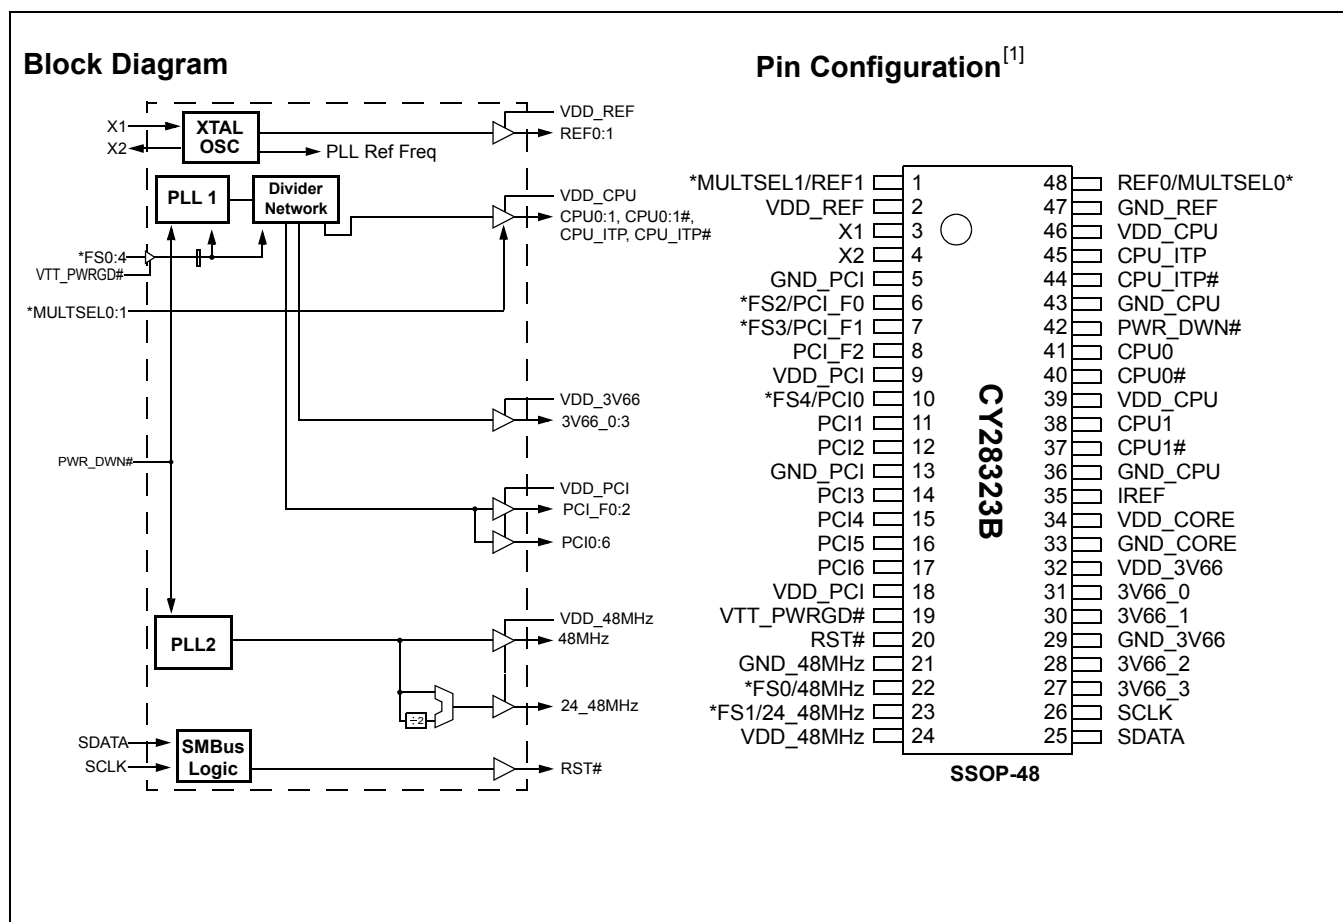 Block Diagram
Pin Configuration[1]
X1
X2
XTAL
OSC
VDD_REF
REF0:1
PLL Ref Freq
PLL 1
Divider
Network
VDD_CPU
CPU0:1, CPU0:1#,
CPU_ITP, CPU_ITP#
*FS0:4
VTT_PWRGD#
*MULTSEL0:1
VDD_3V66
3V66_0:3
PWR_DWN#
VDD_PCI
PCI_F0:2
PCI0:6
PLL2
VDD_48MHz
48MHz
÷2
24_48MHz
SDATA
SCLK
SMBus
Logic
RST#
*MULTSEL1/REF1 1 48 REF0/MULTSEL0*
VDD_REF 2 47 GND_REF
X1 3 46 VDD_CPU
X2 4 45 CPU_ITP
GND_PCI 5 44 CPU_ITP#
*FS2/PCI_F0 6 43 GND_CPU
*FS3/PCI_F1 7 42 PWR_DWN#
PCI_F2 8 41 CPU0
VDD_PCI 9 40 CPU0#
*FS4/PCI0 10 39 VDD_CPU
PCI1 11 38 CPU1
PCI2 12 37 CPU1#
GND_PCI 13 36 GND_CPU
PCI3 14 35 IREF
PCI4 15 34 VDD_CORE
PCI5 16 33 GND_CORE
PCI6 17 32 VDD_3V66
VDD_PCI 18 31 3V66_0
VTT_PWRGD# 19 30 3V66_1
RST# 20 29 GND_3V66
GND_48MHz 21 28 3V66_2
*FS0/48MHz 22 27 3V66_3
*FS1/24_48MHz 23 26 SCLK
VDD_48MHz 24 25 SDATA
CY28323B
SSOP-48